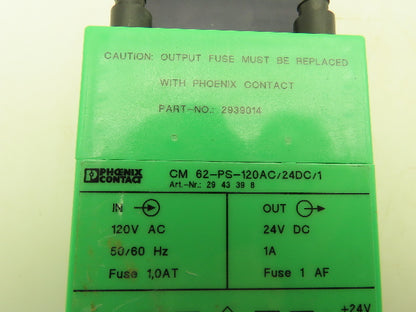 CAUTION: OUTPUT FUSE MUST BE REPLACED
WITH PHOENIX CONTACT
PART-NO.: 2939014
PHOENIX CONTACT
CM 62-PS-120AC/24DC/1
Art.-Nr.: 29 43 39 8
IN
OUT
120V AC
24V DC
50/60 Hz
1A
Fuse 1,0AT
Fuse 1 AF
+24V